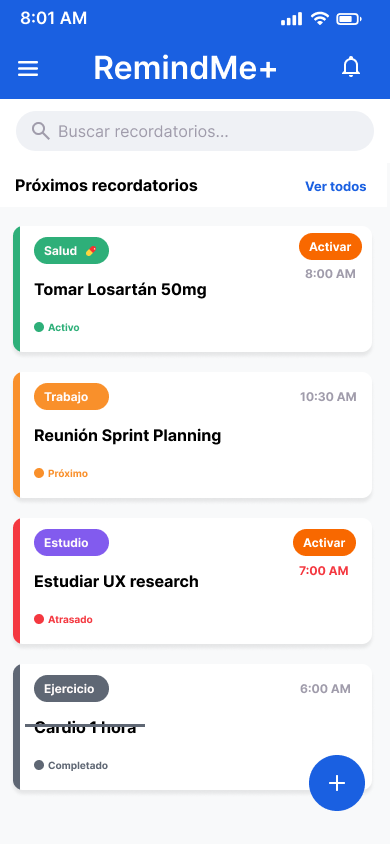 8:01 AM
RemindMe+
Buscar recordatorios...
Próximos recordatorios
Ver todos
Salud
Activar
8:00 AM
Tomar Losartán 50mg
Activo
Trabajo
10:30 AM
Reunión Sprint Planning
Próximo
Estudio
Activar
7:00 AM
Estudiar UX research
Atrasado
Ejercicio
6:00 AM
Cardio 1 hora
Completado